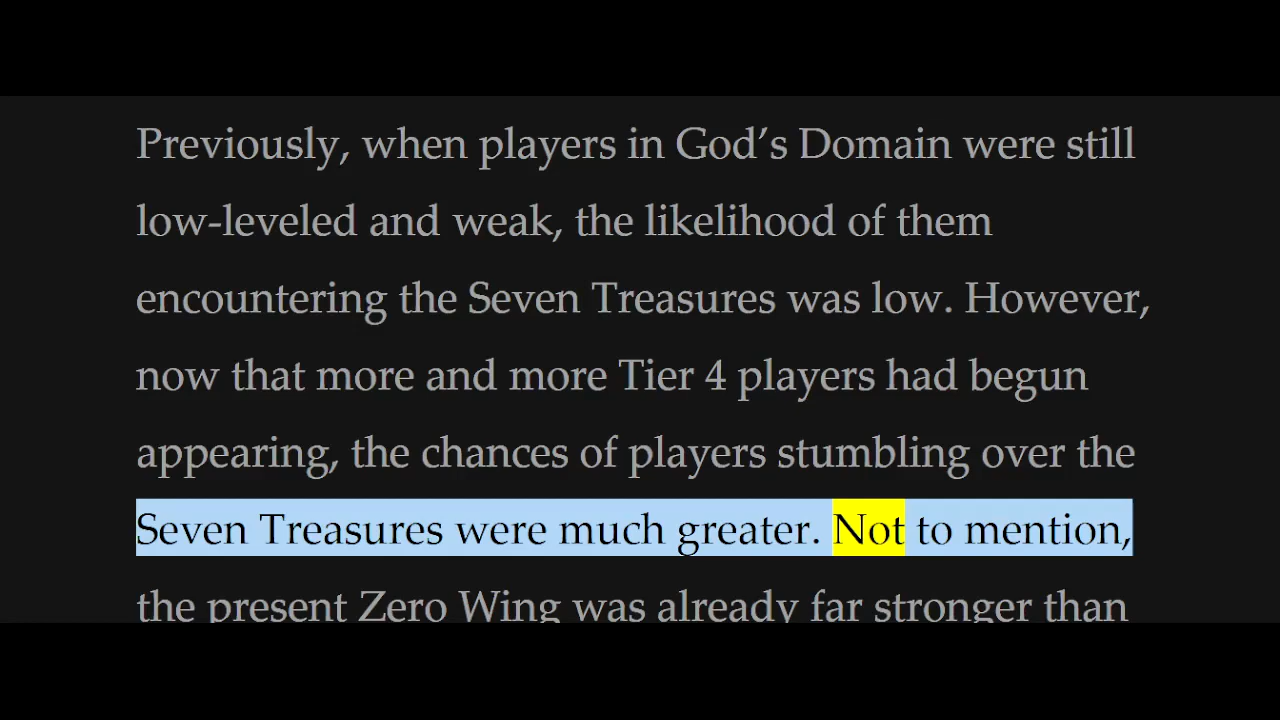 Previously, when players in God’s Domain were still
low-leveled and weak, the likelihood of them
encountering the Seven Treasures was low. However,
now that more and more Tier 4 players had begun
appearing, the chances of players stumbling over the
Seven Treasures were much greater. Not to mention,
the present Zero Wing was already far stronger than